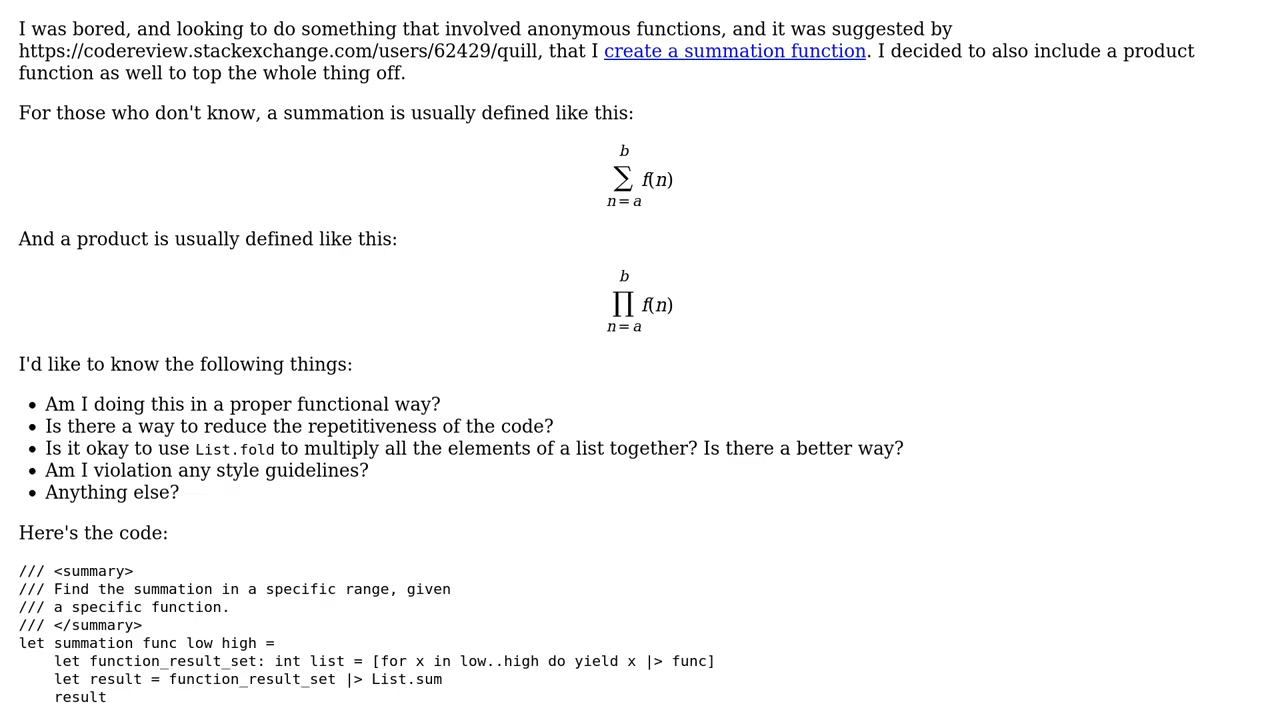 I was bored, and looking to do something that involved anonymous functions, and it was suggested by
https://codereview.stackexchange.com/users/62429/quill, that I create a summation function. I decided to also include a product
function as well to top the whole thing off.
For those who don't know, a summation is usually defined like this:
b
∑ f(n)
n = a
And a product is usually defined like this:
b
∏ f(n)
n = a
I'd like to know the following things:
• Am I doing this in a proper functional way?
• Is there a way to reduce the repetitiveness of the code?
• Is it okay to use List.fold to multiply all the elements of a list together? Is there a better way?
• Am I violation any style guidelines?
• Anything else?
Here's the code:
/// <summary>
/// Find the summation in a specific range, given
/// a specific function.
/// </summary>
let summation func low high =
    let function_result_set: int list = [for x in low..high do yield x |> func]
    let result = function_result_set |> List.sum
    result